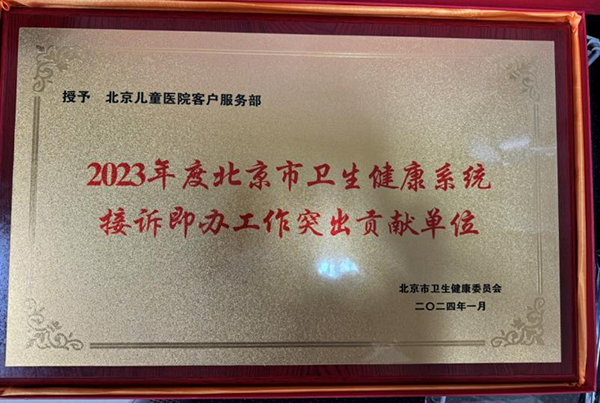 授予 北京儿童医院客户服务部
2023年度北京市卫生健康系统
接诉即办工作突出贡献单位
北京市卫生健康委员会
二〇二四年一月